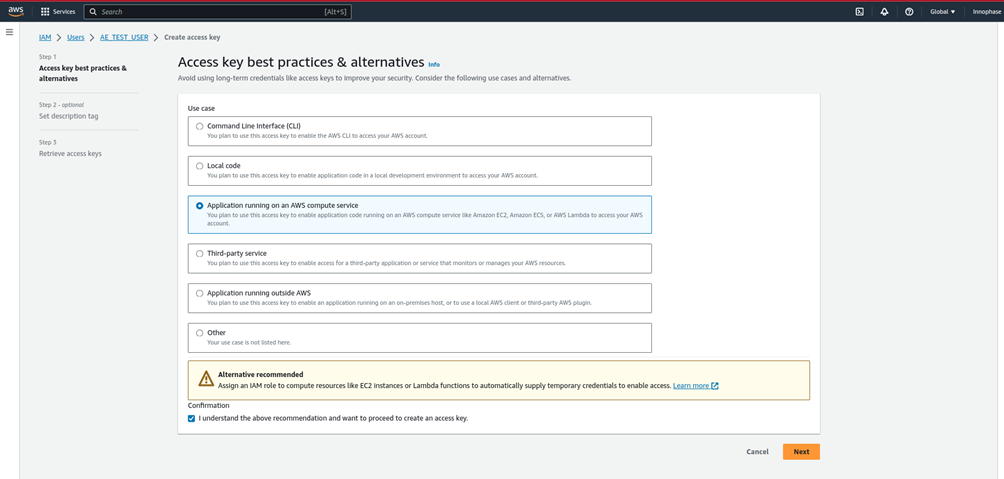 aws Services Search [Alt+S] Global Innophase
IAM > Users > AE_TEST_USER > Create access key
Step 1
Access key best practices &
alternatives
Step 2 - optional
Set description tag
Step 3
Retrieve access keys
Access key best practices & alternatives Info
Avoid using long-term credentials like access keys to improve your security. Consider the following use cases and alternatives.
Use case
Command Line Interface (CLI)
You plan to use this access key to enable the AWS CLI to access your AWS account.
Local code
You plan to use this access key to enable application code in a local development environment to access your AWS account.
Application running on an AWS compute service
You plan to use this access key to enable application code running on an AWS compute service like Amazon EC2, Amazon ECS, or AWS Lambda to access your AWS
account.
Third-party service
You plan to use this access key to enable access for a third-party application or service that monitors or manages your AWS resources.
Application running outside AWS
You plan to use this access key to enable an application running on an on-premises host, or to use a local AWS client or third-party AWS plugin.
Other
Your use case is not listed here.
Alternative recommended
Assign an IAM role to compute resources like EC2 instances or Lambda functions to automatically supply temporary credentials to enable access. Learn more
Confirmation
I understand the above recommendation and want to proceed to create an access key.
Cancel Next